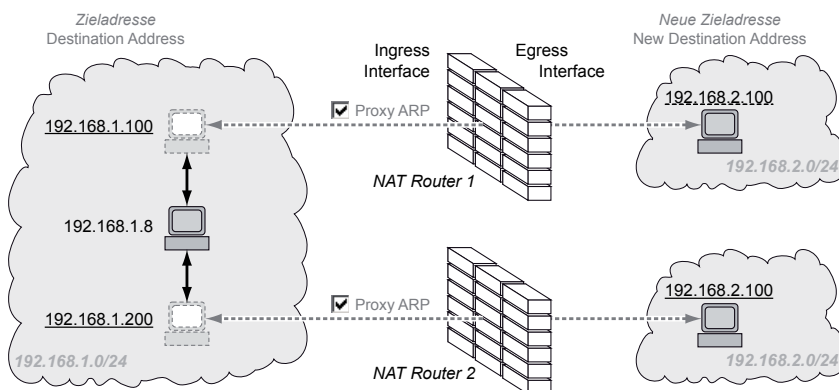 Zieladresse
Destination Address
Neue Zieladresse
New Destination Address
Ingress
Interface
Egress
Interface
192.168.1.100
Proxy ARP
192.168.2.100
192.168.2.0/24
NAT Router 1
192.168.1.8
192.168.1.200
Proxy ARP
192.168.2.100
192.168.1.0/24
NAT Router 2
192.168.2.0/24